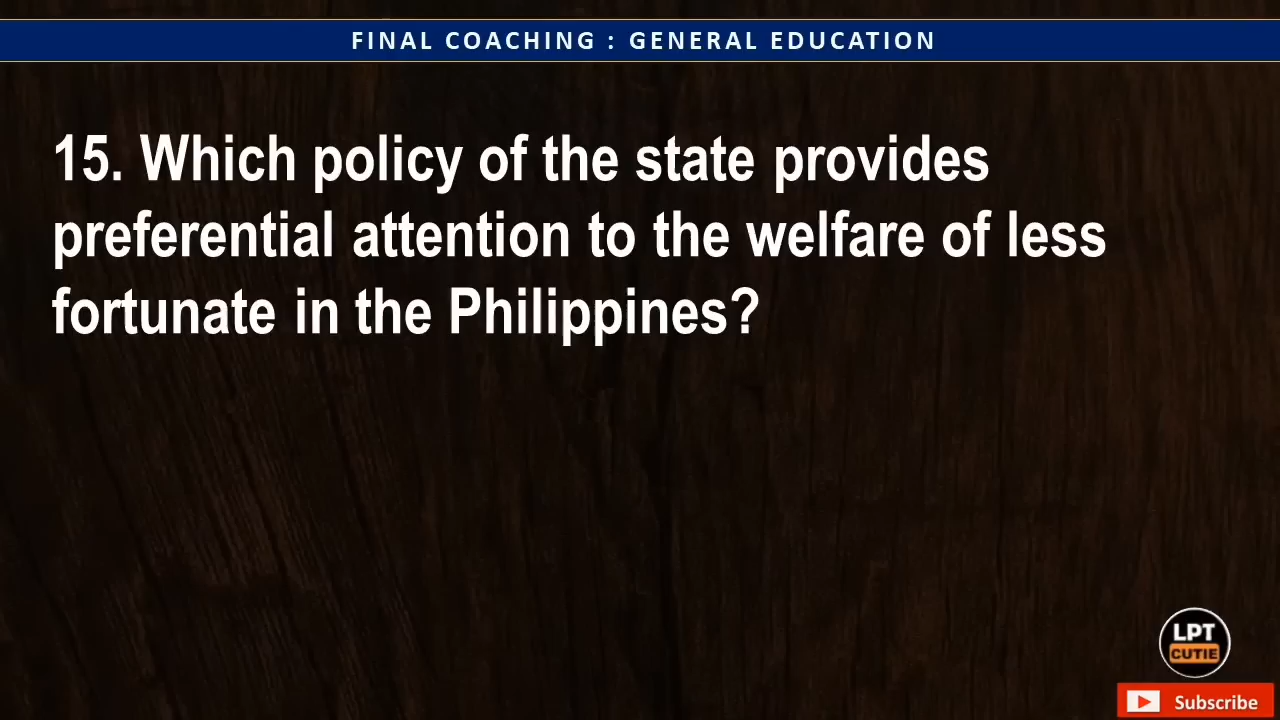 FINAL COACHING : GENERAL EDUCATION
15. Which policy of the state provides
preferential attention to the welfare of less
fortunate in the Philippines?
LPT
CUTIE
Subscribe